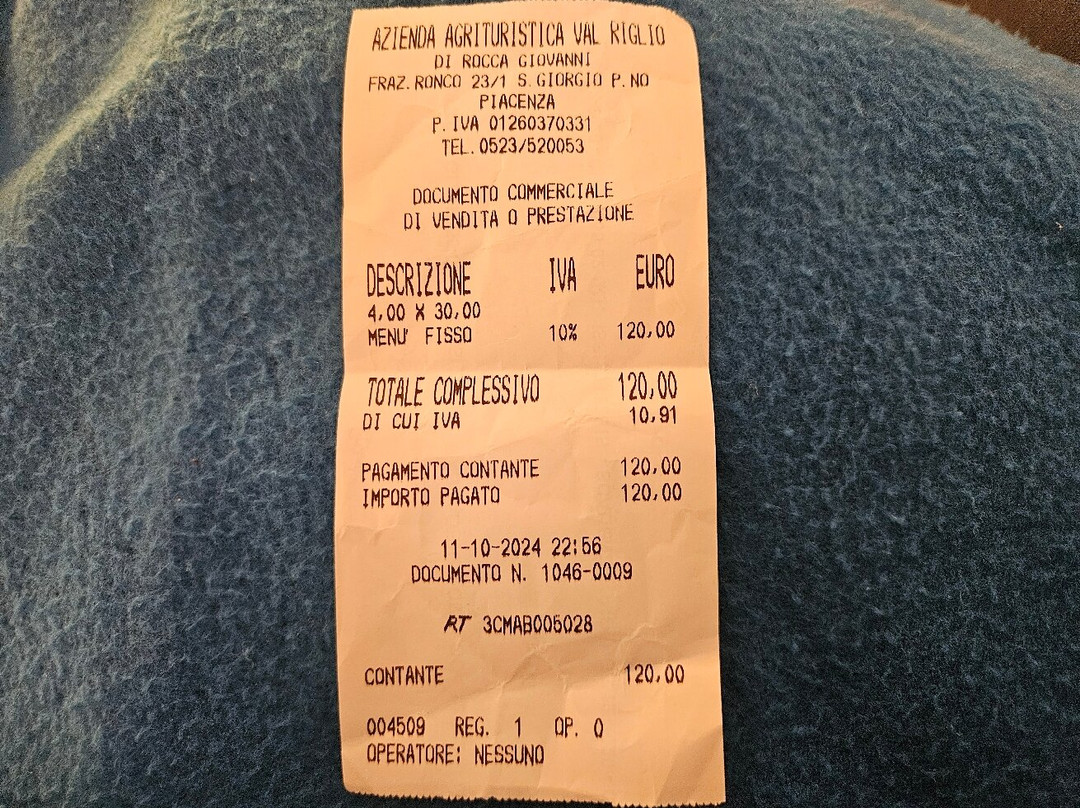 AZIENDA AGRITURISTICA VAL RIGLIO
DI ROCCA GIOVANNI
FRAZ. RONCO 23/1 S. GIORGIO P. NO
PIACENZA
P. IVA 01260370331
TEL. 0523/520053
DOCUMENTO COMMERCIALE
DI VENDITA O PRESTAZIONE
DESCRIZIONE IVA EURO
4,00 X 30,00
MENU' FISSO 10% 120,00
TOTALE COMPLESSIVO 120,00
DI CUI IVA 10,91
PAGAMENTO CONTANTE 120,00
IMPORTO PAGATO 120,00
11-10-2024 22:56
DOCUMENTO N. 1046-0009
RT 3CMAB006028
CONTANTE 120,00
004509 REG. 1 OP. 0
OPERATORE: NESSUNO